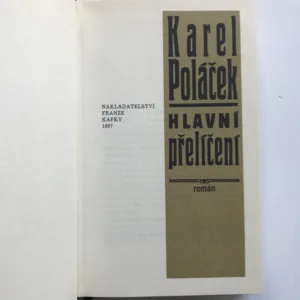 Karel
Poláček
HLAVNÍ
přelíčení
román
NAKLADATELSTVÍ
FRANZE
KAFKY
1997